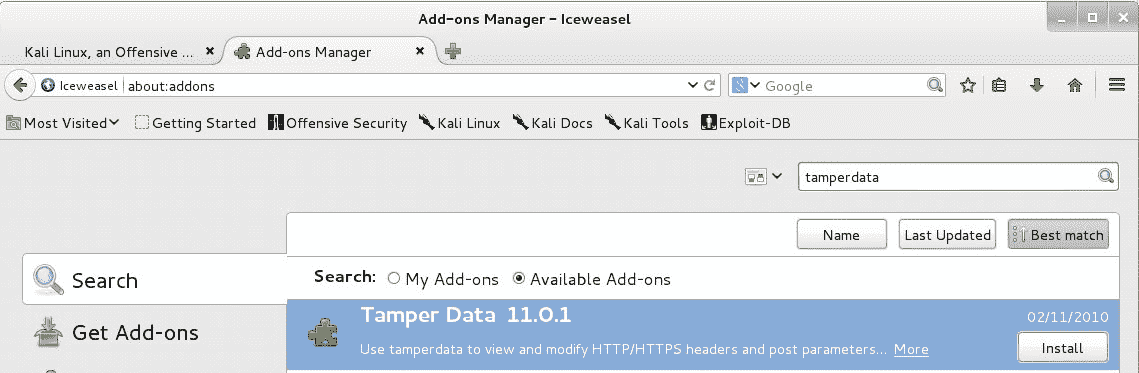 Add-ons Manager - Iceweasel
Kali Linux, an Offensive ... × Add-ons Manager ×
Iceweasel about:addons Google
Most Visited Getting Started Offensive Security Kali Linux Kali Docs Kali Tools Exploit-DB
tamperdata
Name Last Updated Best match
Search
Search: My Add-ons Available Add-ons
Get Add-ons
Tamper Data 11.0.1 02/11/2010
Use tamperdata to view and modify HTTP/HTTPS headers and post parameters... More Install